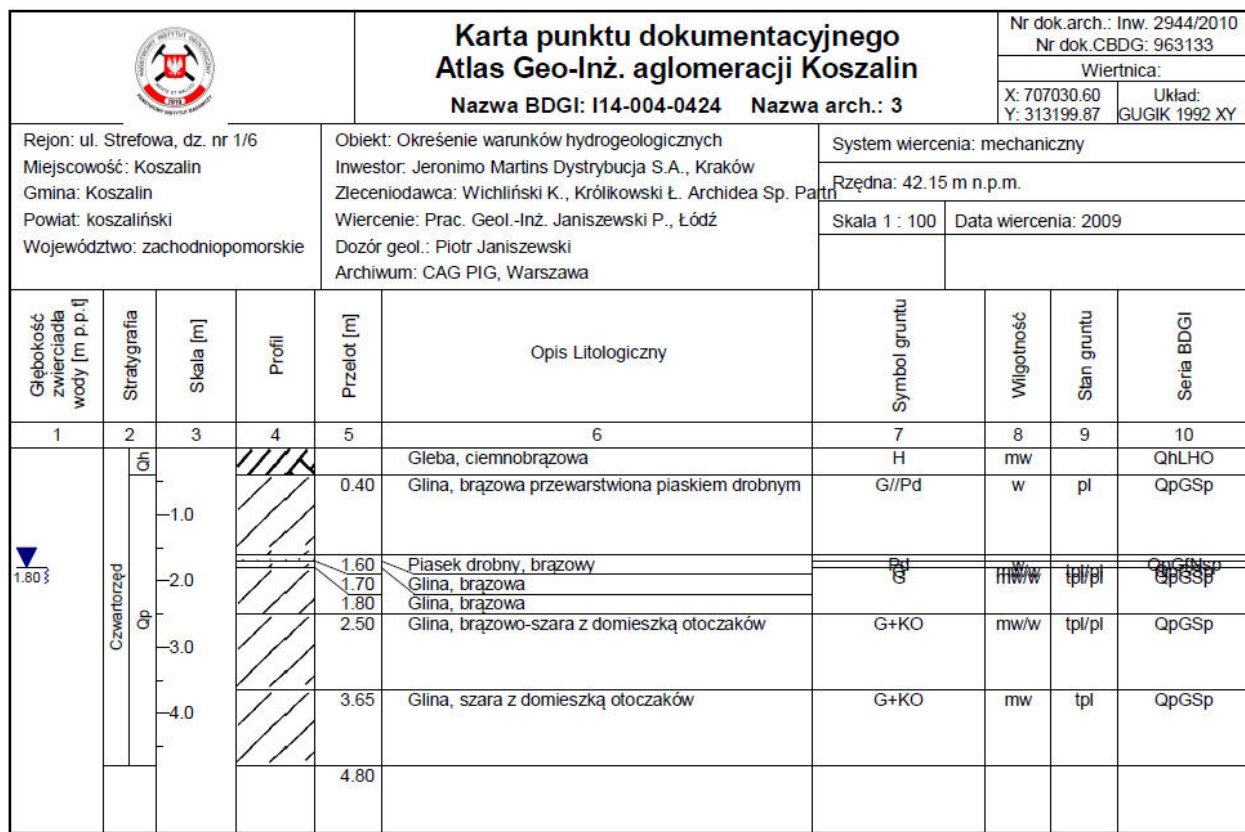 Karta punktu dokumentacyjnego
Atlas Geo-Inż. aglomeracji Koszalin
Nazwa BDGI: I14-004-0424 Nazwa arch.: 3
Nr dok.arch.: Inw. 2944/2010
Nr dok.CBDG: 963133
Wiertnica:
X: 707030.60
Y: 313199.87
Układ:
GUGIK 1992 XY
Rejon: ul. Strefowa, dz. nr 1/6
Miejscowość: Koszalin
Gmina: Koszalin
Powiat: koszaliński
Województwo: zachodniopomorskie
Obiekt: Okreśenie warunków hydrogeologicznych
Inwestor: Jeronimo Martins Dystrybucja S.A., Kraków
Zleceniodawca: Wichliński K., Królikowski Ł. Archidea Sp. Partn
Wiercenie: Prac. Geol.-Inż. Janiszewski P., Łódź
Dozór geol.: Piotr Janiszewski
Archiwum: CAG PIG, Warszawa
System wiercenia: mechaniczny
Rzędna: 42.15 m n.p.m.
Skala 1 : 100 Data wiercenia: 2009
Głębokość
zwierciadła
wody [m p.p.t]
Stratygrafia
Skala [m]
Profil
Przelot [m]
Opis Litologiczny
Symbol gruntu
Wilgotność
Stan gruntu
Seria BDGI
1 2 3 4 5 6 7 8 9 10
Qh
Gleba, ciemnobrązowa H mw QhLHO
0.40 Glina, brązowa przewarstwiona piaskiem drobnym G//Pd w pl QpGSp
1.0
1.60 Piasek drobny, brązowy Pd
1.80
2.0
1.70 Glina, brązowa G mw/w tpl/pl QpGSp
1.80 Glina, brązowa
Czwartorzęd
Qp
2.50 Glina, brązowo-szara z domieszką otoczaków G+KO mw/w tpl/pl QpGSp
3.0
3.65 Glina, szara z domieszką otoczaków G+KO mw tpl QpGSp
4.0
4.80